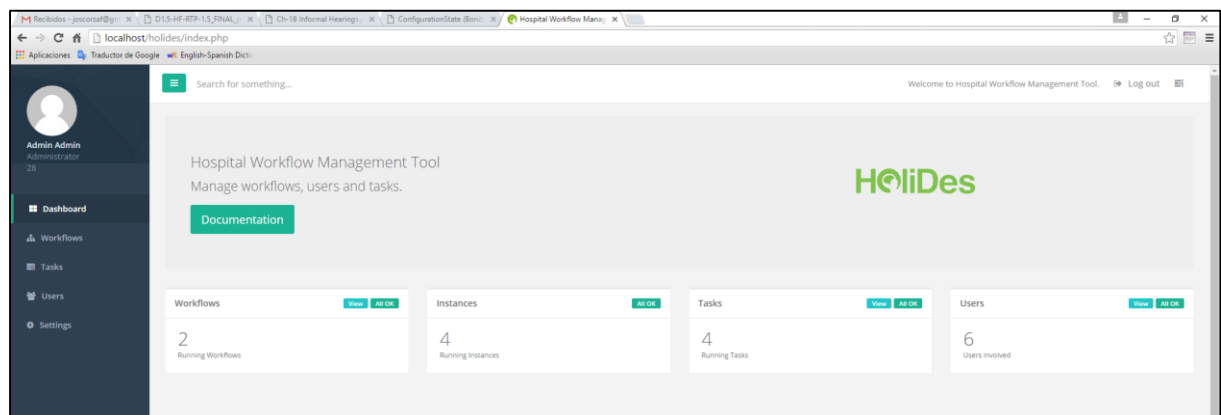 Recibidos - joscorzaf@gm
D1.5-HF-RTP-1.5_FINAL_p
Ch-18 Informal Hearings.p
ConfigurationState (Bonit
Hospital Workflow Manag
localhost/holides/index.php
Aplicaciones Traductor de Google English-Spanish Dicti
Search for something...
Welcome to Hospital Workflow Management Tool. Log out
Admin Admin
Administrator
28
Dashboard
Workflows
Tasks
Users
Settings
Hospital Workflow Management Tool
Manage workflows, users and tasks.
Documentation
HoliDes
Workflows View All OK
2
Running Workflows
Instances All OK
4
Running Instances
Tasks View All OK
4
Running Tasks
Users View All OK
6
Users involved